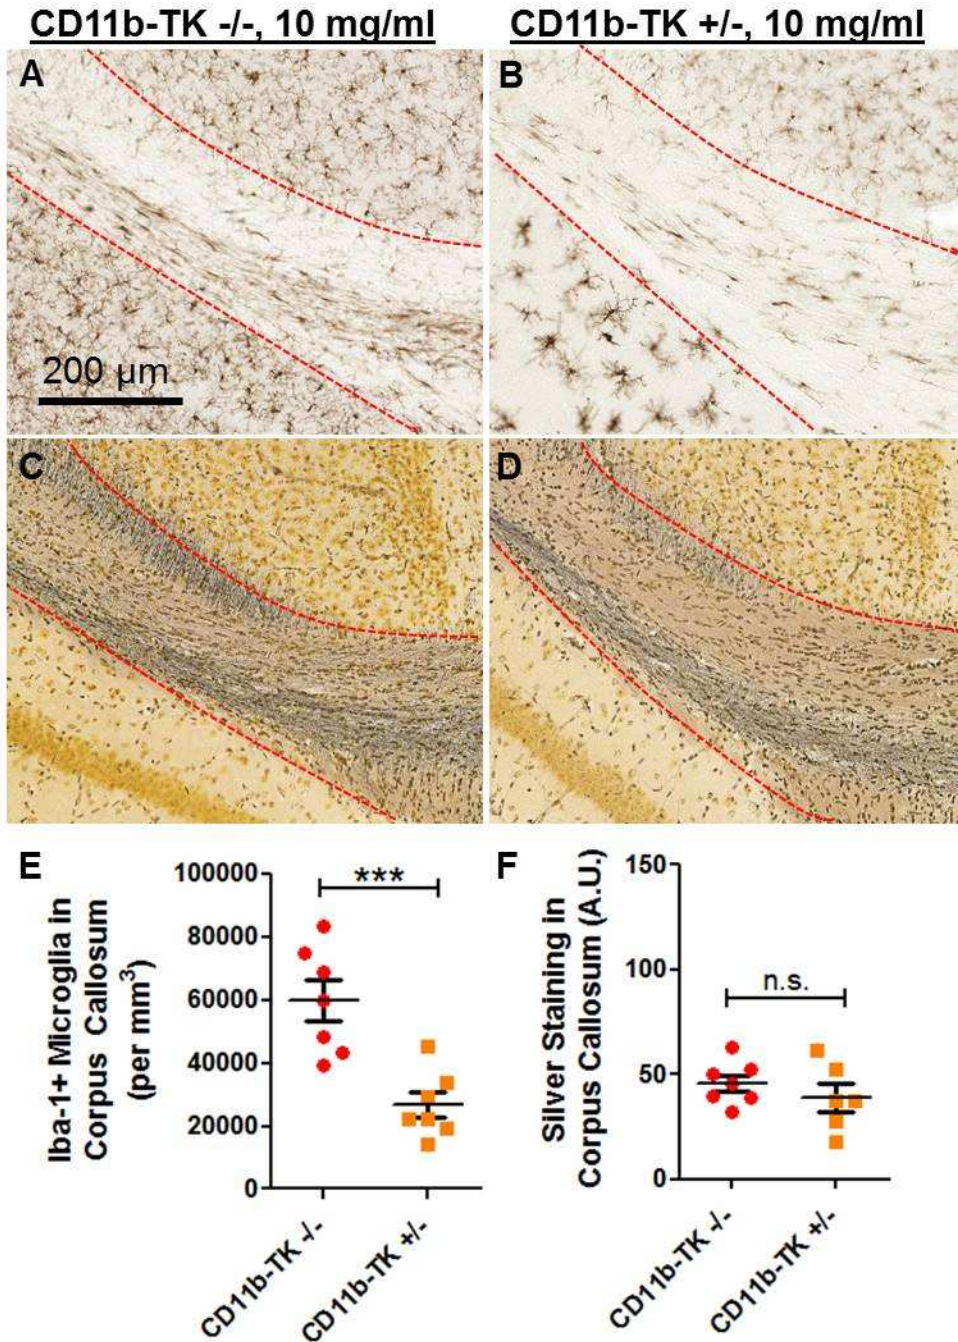 CD11b-TK -/-, 10 mg/ml
CD11b-TK +/-, 10 mg/ml
A
B
200 µm
C
D
E
Iba-1+ Microglia in
Corpus Callosum
(per mm³)
100000
80000
60000
40000
20000
0
***
CD11b-TK -/-
CD11b-TK +/-
F
Silver Staining in
Corpus Callosum (A.U.)
150
100
50
0
n.s.
CD11b-TK -/-
CD11b-TK +/-